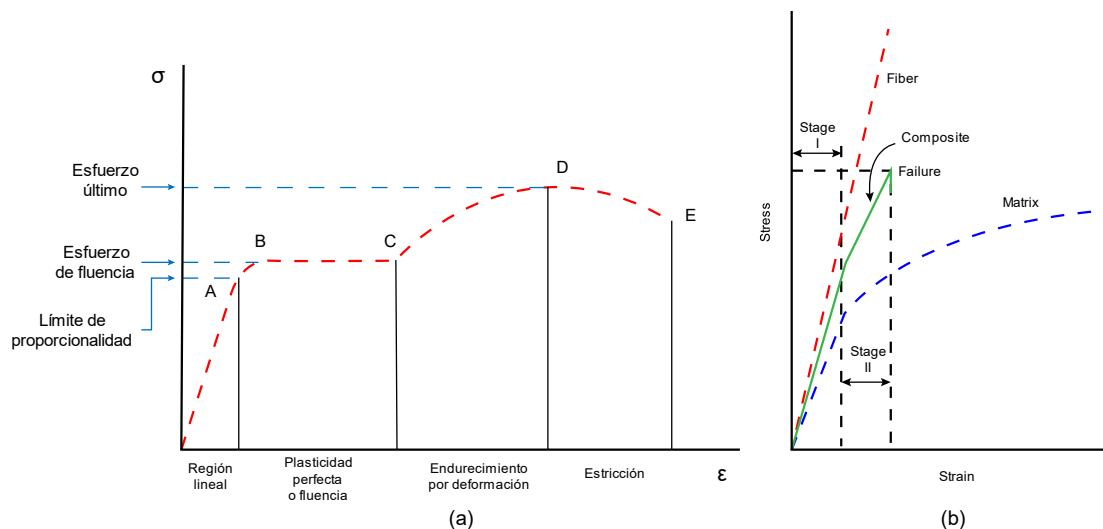 σ
Esfuerzo
último
Esfuerzo
de fluencia
Límite de
proporcionalidad
A
B
C
D
E
Región
lineal
Plasticidad
perfecta
o fluencia
Endurecimiento
por deformación
Estricción
ε
(a)
Stress
Stage
I
Fiber
Composite
Failure
Matrix
Stage
II
Strain
(b)